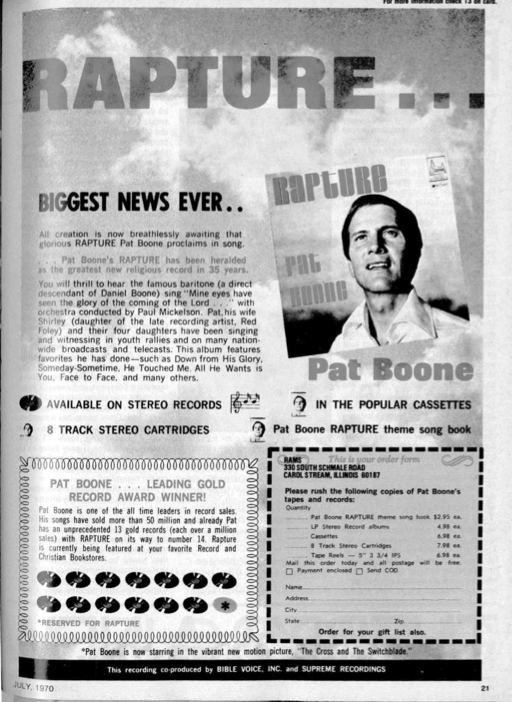 For more information check 13 on card.
RAPTURE...
BIGGEST NEWS EVER..
All creation is now breathlessly awaiting that
glorious RAPTURE Pat Boone proclaims in song.
. . . Pat Boone's RAPTURE has been heralded
as the greatest new religious record in 35 years.
You will thrill to hear the famous baritone (a direct
descendant of Daniel Boone) sing "Mine eyes have
seen the glory of the coming of the Lord . . ." with
orchestra conducted by Paul Mickelson. Pat, his wife
Shirley (daughter of the late recording artist, Red
Foley) and their four daughters have been singing
and witnessing in youth rallies and on many nation-
wide broadcasts and telecasts. This album features
favorites he has done—such as Down from His Glory,
Someday-Sometime, He Touched Me, All He Wants is
You, Face to Face, and many others.
RAPTURE
PAT
BOONE
Pat Boone
AVAILABLE ON STEREO RECORDS
IN THE POPULAR CASSETTES
8 TRACK STEREO CARTRIDGES
Pat Boone RAPTURE theme song book
PAT BOONE . . . LEADING GOLD
RECORD AWARD WINNER!
Pat Boone is one of the all time leaders in record sales.
His songs have sold more than 50 million and already Pat
has an unprecedented 13 gold records (each over a million
sales) with RAPTURE on its way to number 14. Rapture
is currently being featured at your favorite Record and
Christian Bookstores.
*
*RESERVED FOR RAPTURE
RAMS
This is your order form
330 SOUTH SCHMALE ROAD
CAROL STREAM, ILLINOIS 60187
Please rush the following copies of Pat Boone's
tapes and records:
Quantity
Pat Boone RAPTURE theme song book $2.95 ea.
LP Stereo Record albums 4.98 ea.
Cassettes 6.98 ea.
8 Track Stereo Cartridges 7.98 ea.
Tape Reels — 5" 3 3/4 IPS 6.98 ea.
Mail this order today and all postage will be free.
Payment enclosed Send COD
Name
Address
City
State Zip
Order for your gift list also.
*Pat Boone is now starring in the vibrant new motion picture, "The Cross and The Switchblade."
This recording co-produced by BIBLE VOICE, INC. and SUPREME RECORDINGS
JULY, 1970
21